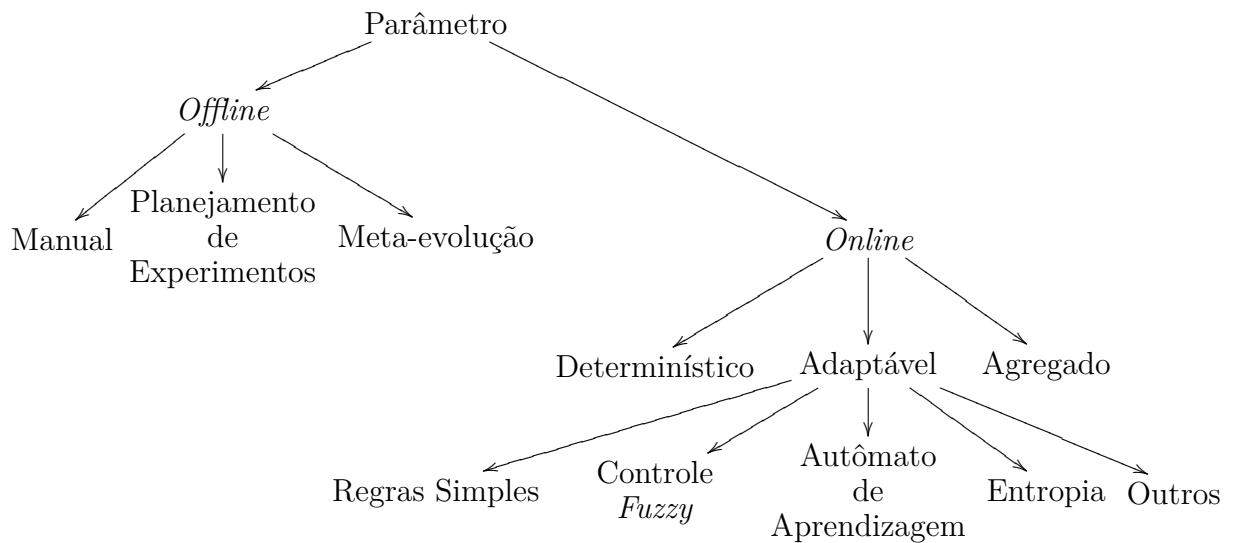 Parâmetro
Offline
Manual
Planejamento
de
Experimentos
Meta-evolução
Online
Determinístico
Adaptável
Agregado
Regras Simples
Controle
Fuzzy
Autômato
de
Aprendizagem
Entropia
Outros